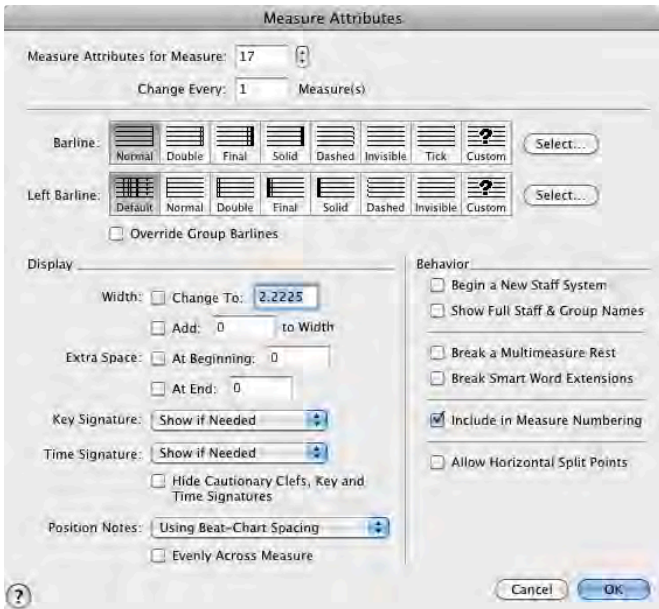 Measure Attributes
Measure Attributes for Measure: 17
Change Every: 1 Measure(s)
Barline:
Normal Double Final Solid Dashed Invisible Tick Custom
Select...
Left Barline:
Default Normal Double Final Solid Dashed Invisible Custom
Select...
Override Group Barlines
Display
Width: Change To: 2.2225
Add: 0 to Width
Extra Space: At Beginning: 0
At End: 0
Key Signature: Show if Needed
Time Signature: Show if Needed
Hide Cautionary Clefs, Key and
Time Signatures
Position Notes: Using Beat-Chart Spacing
Evenly Across Measure
Behavior
Begin a New Staff System
Show Full Staff & Group Names
Break a Multimeasure Rest
Break Smart Word Extensions
Include in Measure Numbering
Allow Horizontal Split Points
?
Cancel OK